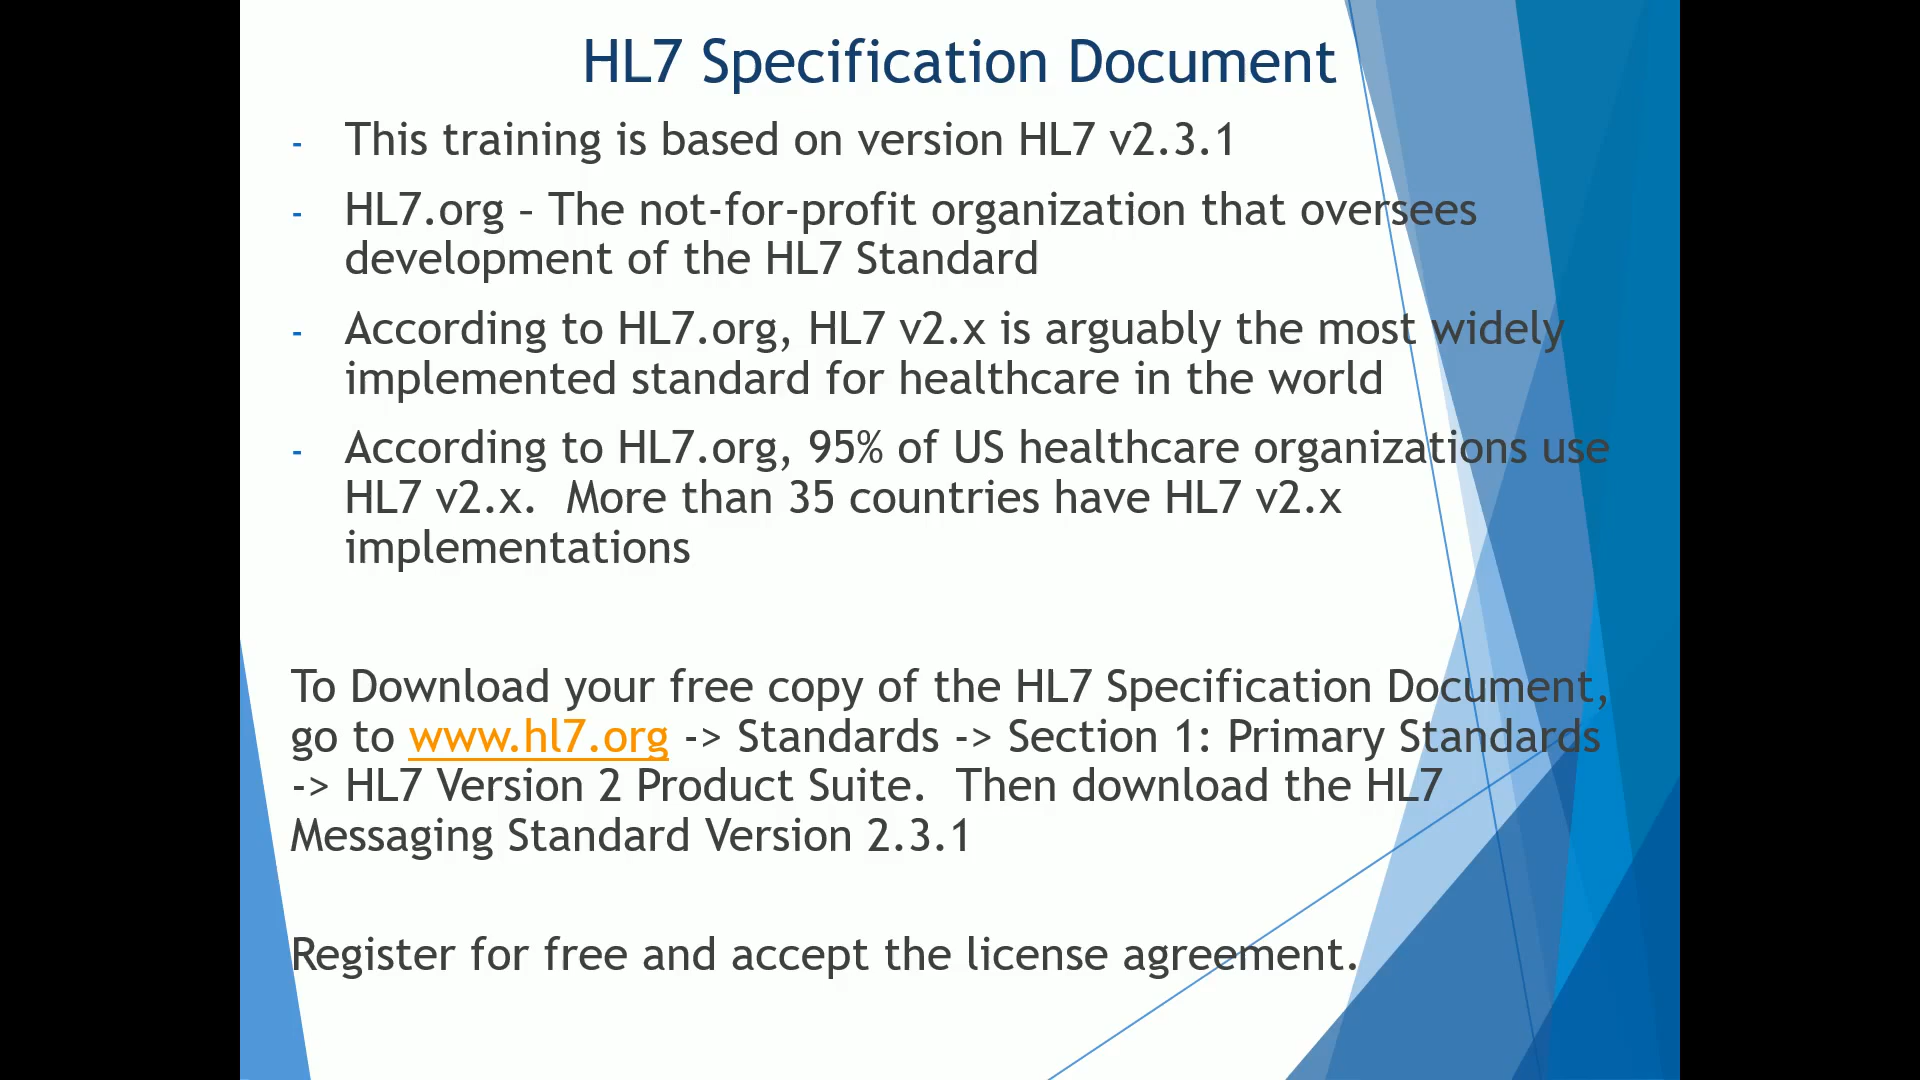 HL7 Specification Document
- This training is based on version HL7 v2.3.1
- HL7.org – The not-for-profit organization that oversees
development of the HL7 Standard
- According to HL7.org, HL7 v2.x is arguably the most widely
implemented standard for healthcare in the world
- According to HL7.org, 95% of US healthcare organizations use
HL7 v2.x.  More than 35 countries have HL7 v2.x
implementations
To Download your free copy of the HL7 Specification Document,
go to www.hl7.org -> Standards -> Section 1: Primary Standards
-> HL7 Version 2 Product Suite.  Then download the HL7
Messaging Standard Version 2.3.1
Register for free and accept the license agreement.